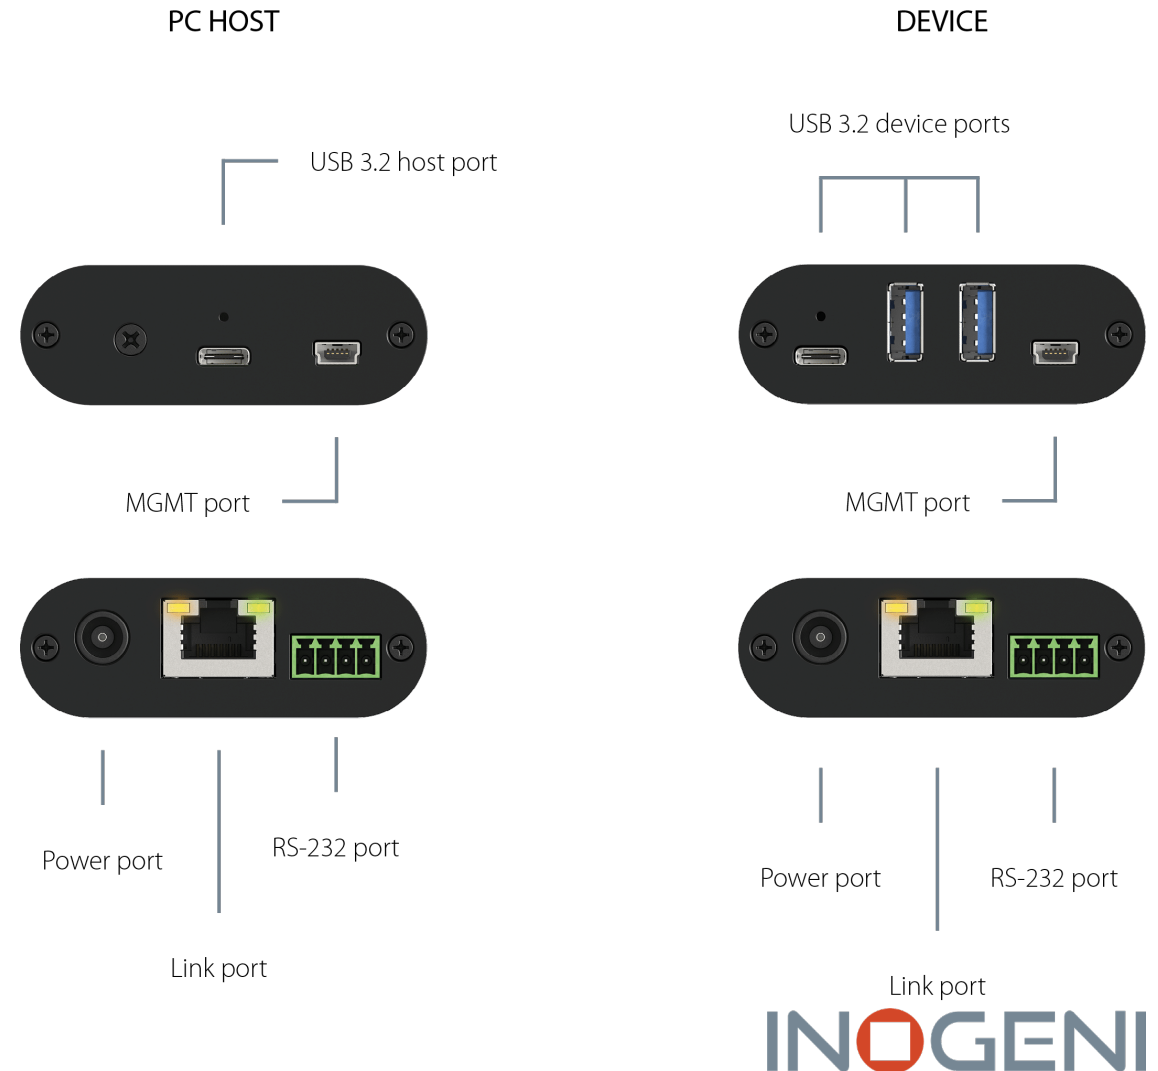 PC HOST
DEVICE
USB 3.2 device ports
USB 3.2 host port
MGMT port
MGMT port
RS-232 port
Power port
Power port
RS-232 port
Link port
Link port
INOGENI